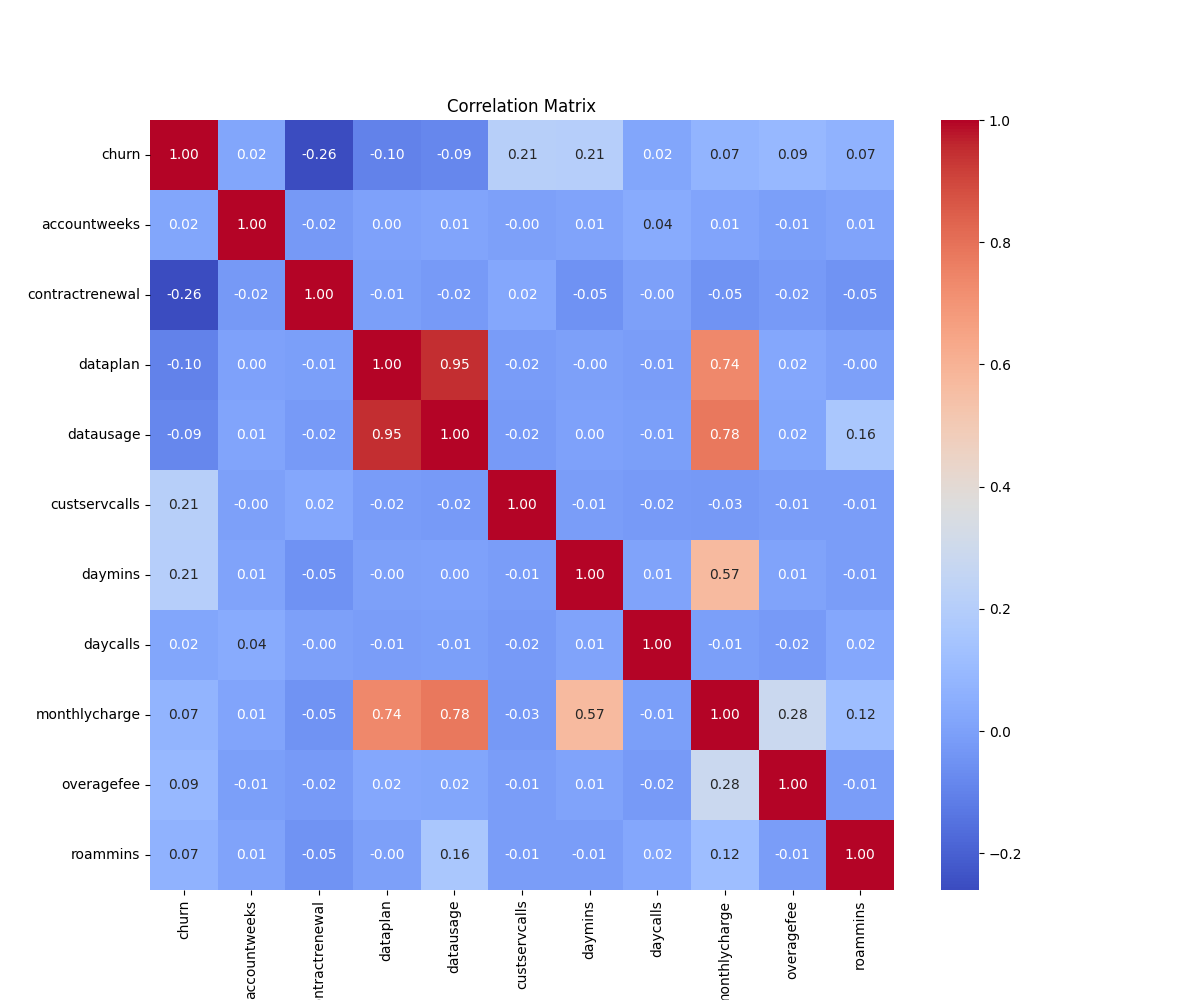 Correlation Matrix
churn 1.00 0.02 -0.26 -0.10 -0.09 0.21 0.21 0.02 0.07 0.09 0.07
accountweeks 0.02 1.00 -0.02 0.00 0.01 -0.00 0.01 0.04 0.01 -0.01 0.01
contractrenewal -0.26 -0.02 1.00 -0.01 -0.02 0.02 -0.05 -0.00 -0.05 -0.02 -0.05
dataplan -0.10 0.00 -0.01 1.00 0.95 -0.02 -0.00 -0.01 0.74 0.02 -0.00
datausage -0.09 0.01 -0.02 0.95 1.00 -0.02 0.00 -0.01 0.78 0.02 0.16
custservcalls 0.21 -0.00 0.02 -0.02 -0.02 1.00 -0.01 -0.02 -0.03 -0.01 -0.01
daymins 0.21 0.01 -0.05 -0.00 0.00 -0.01 1.00 0.01 0.57 0.01 -0.01
daycalls 0.02 0.04 -0.00 -0.01 -0.01 -0.02 0.01 1.00 -0.01 -0.02 0.02
monthlycharge 0.07 0.01 -0.05 0.74 0.78 -0.03 0.57 -0.01 1.00 0.28 0.12
overagefee 0.09 -0.01 -0.02 0.02 0.02 -0.01 0.01 -0.02 0.28 1.00 -0.01
roammins 0.07 0.01 -0.05 -0.00 0.16 -0.01 -0.01 0.02 0.12 -0.01 1.00
churn
accountweeks
ntractrenewal
dataplan
datausage
custservcalls
daymins
daycalls
monthlycharge
overagefee
roammins
1.0
0.8
0.6
0.4
0.2
0.0
−0.2